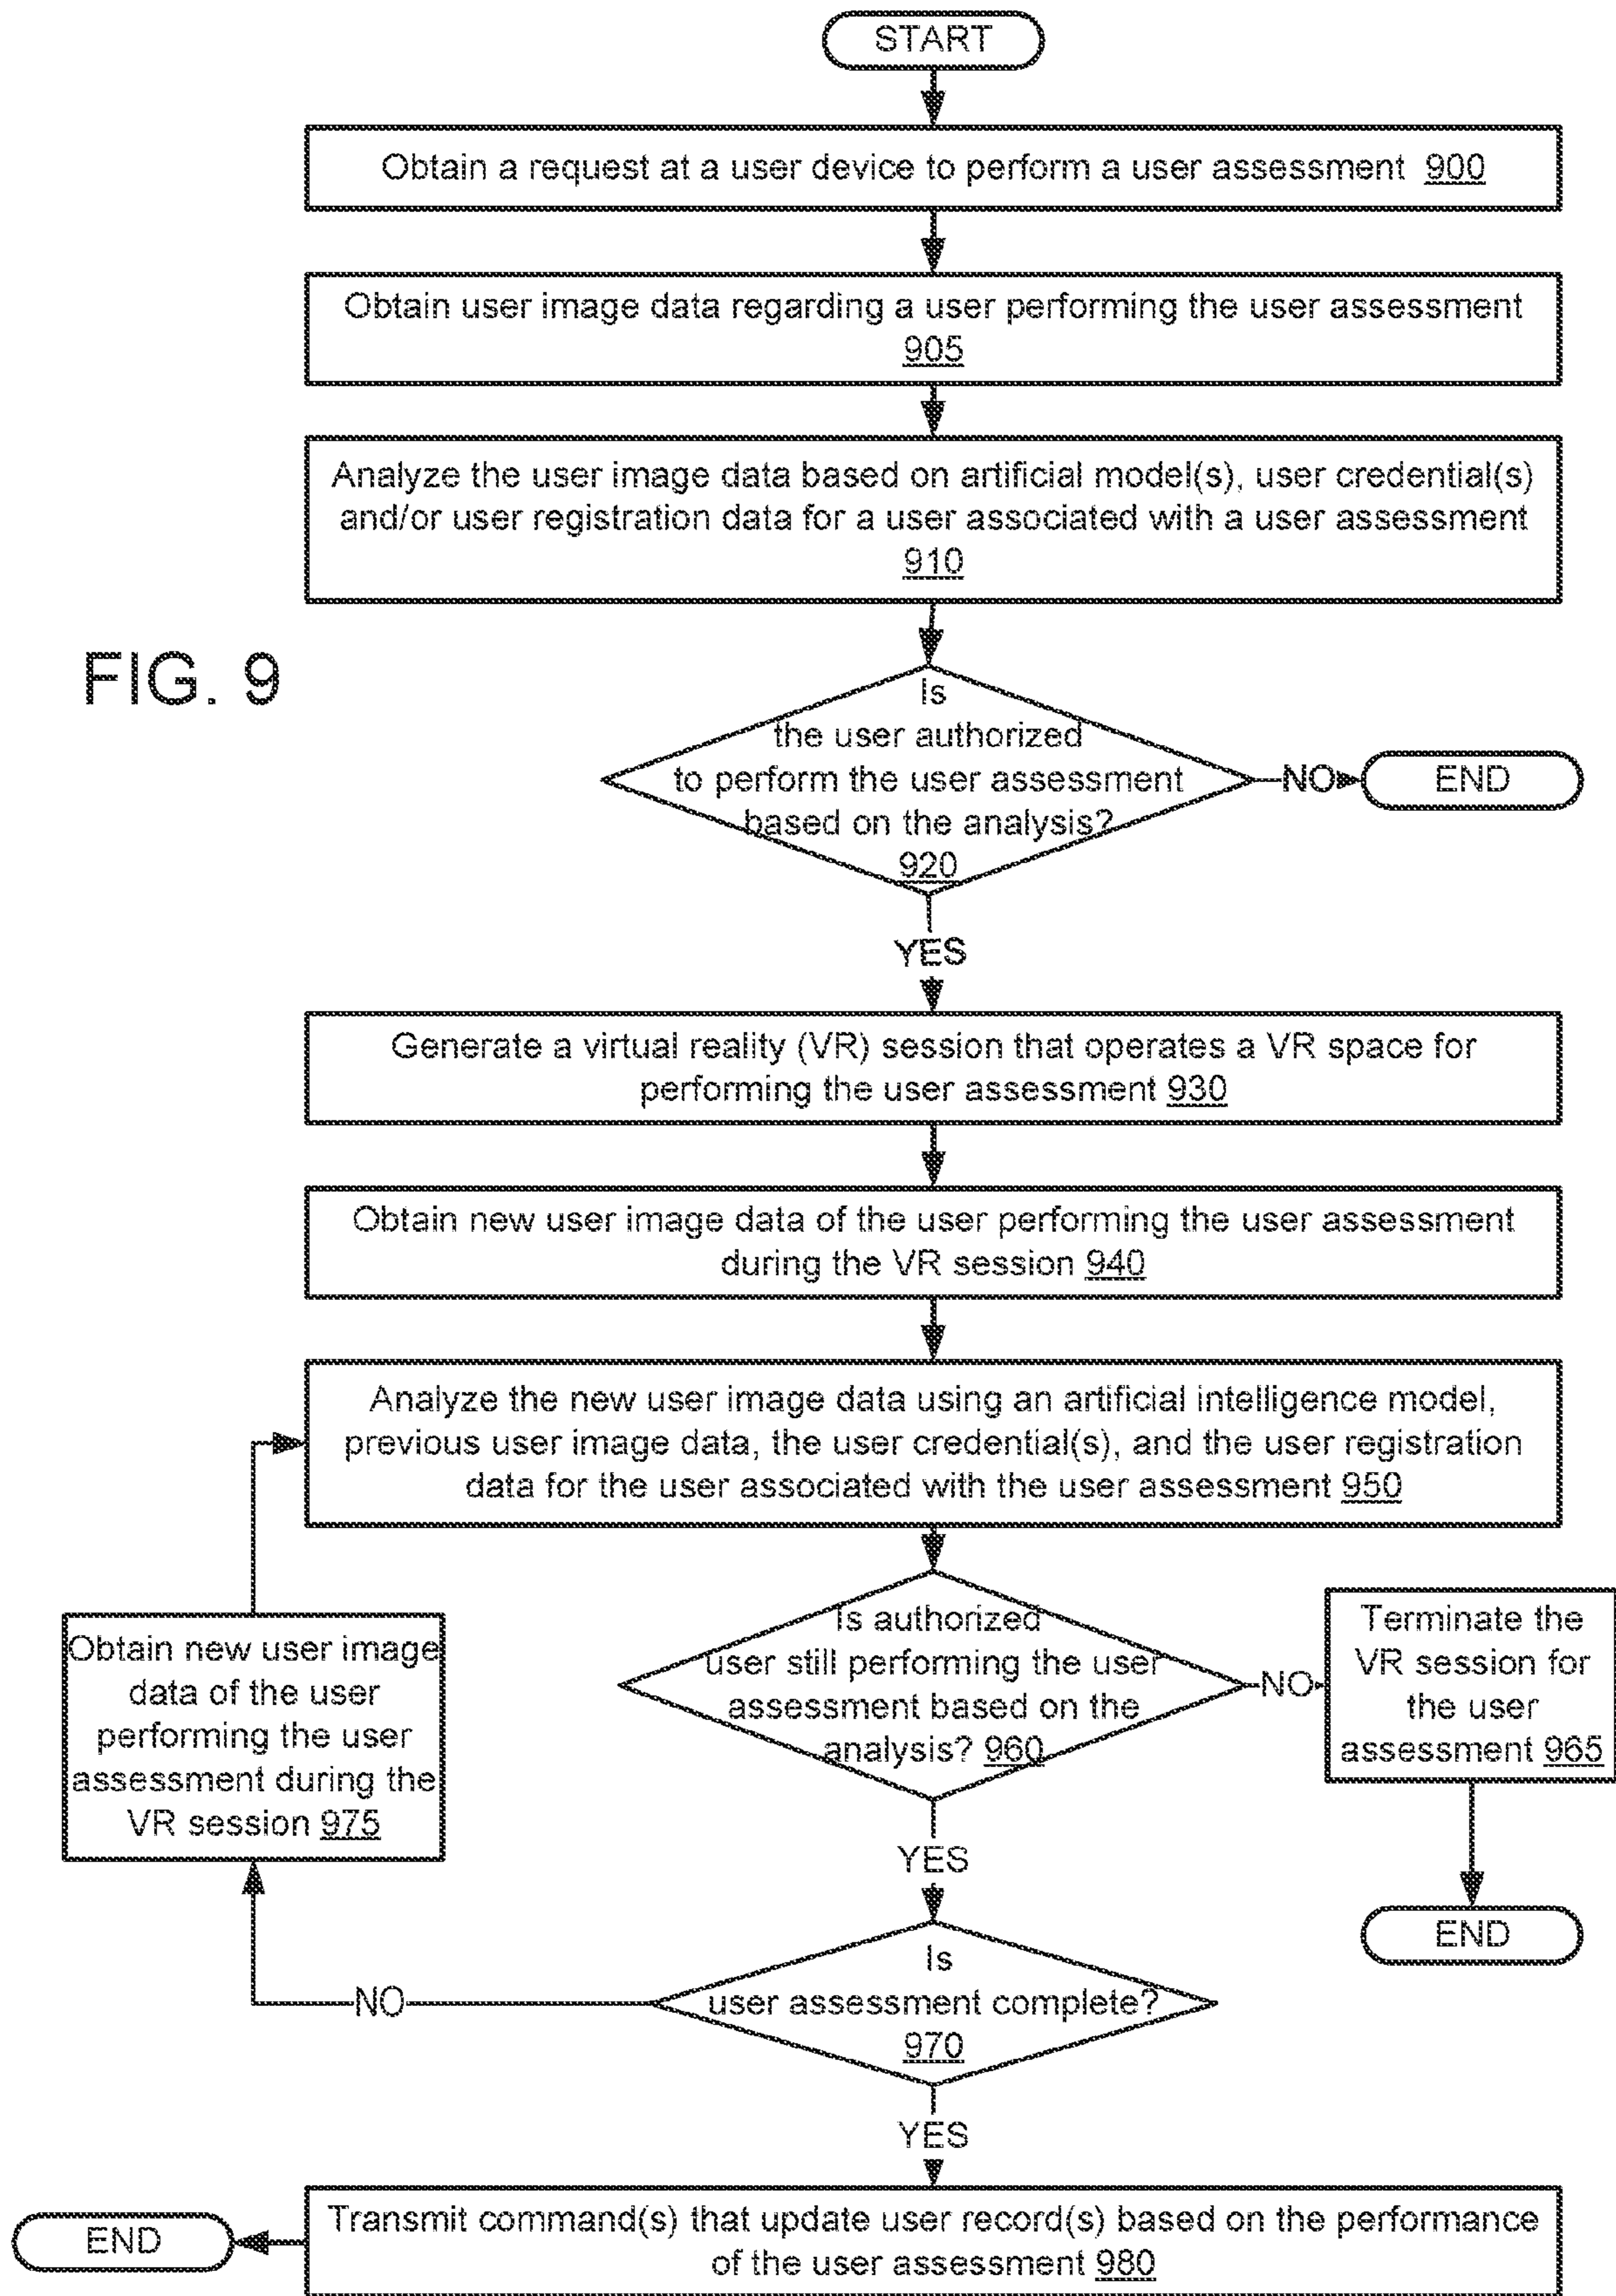 START
Obtain a request at a user device to perform a user assessment 900
Obtain user image data regarding a user performing the user assessment
905
Analyze the user image data based on artificial model(s), user credential(s)
and/or user registration data for a user associated with a user assessment
910
FIG. 9
Is
the user authorized
to perform the user assessment
based on the analysis?
920
NO
END
YES
Generate a virtual reality (VR) session that operates a VR space for
performing the user assessment 930
Obtain new user image data of the user performing the user assessment
during the VR session 940
Analyze the new user image data using an artificial intelligence model,
previous user image data, the user credential(s), and the user registration
data for the user associated with the user assessment 950
Obtain new user image
data of the user
performing the user
assessment during the
VR session 975
Is authorized
user still performing the user
assessment based on the
analysis? 960
NO
Terminate the
VR session for
the user
assessment 965
YES
END
Is
user assessment complete?
970
NO
YES
Transmit command(s) that update user record(s) based on the performance
of the user assessment 980
END